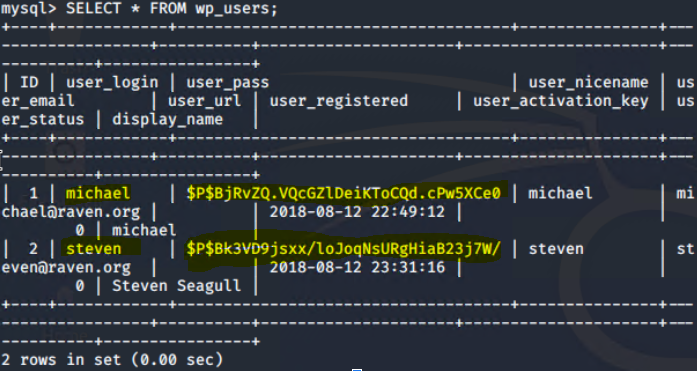 mysql> SELECT * FROM wp_users;
+----+------------+------------------------------------+---------------+---
----------------+----------+---------------------+---------------------+---
----------+----------------+
| ID | user_login | user_pass | user_nicename | us
er_email | user_url | user_registered | user_activation_key | us
er_status | display_name |
+----+------------+------------------------------------+---------------+---
----------------+----------+---------------------+---------------------+---
----------+----------------+
| 1 | michael | $P$BjRvZQ.VQcGZlDeiKToCQd.cPw5XCe0 | michael | mi
chael@raven.org | | 2018-08-12 22:49:12 | |
0 | michael |
| 2 | steven | $P$Bk3VD9jsxx/loJoqNsURgHiaB23j7W/ | steven | st
even@raven.org | | 2018-08-12 23:31:16 | |
0 | Steven Seagull |
+----+------------+------------------------------------+---------------+---
----------------+----------+---------------------+---------------------+---
----------+----------------+
2 rows in set (0.00 sec)